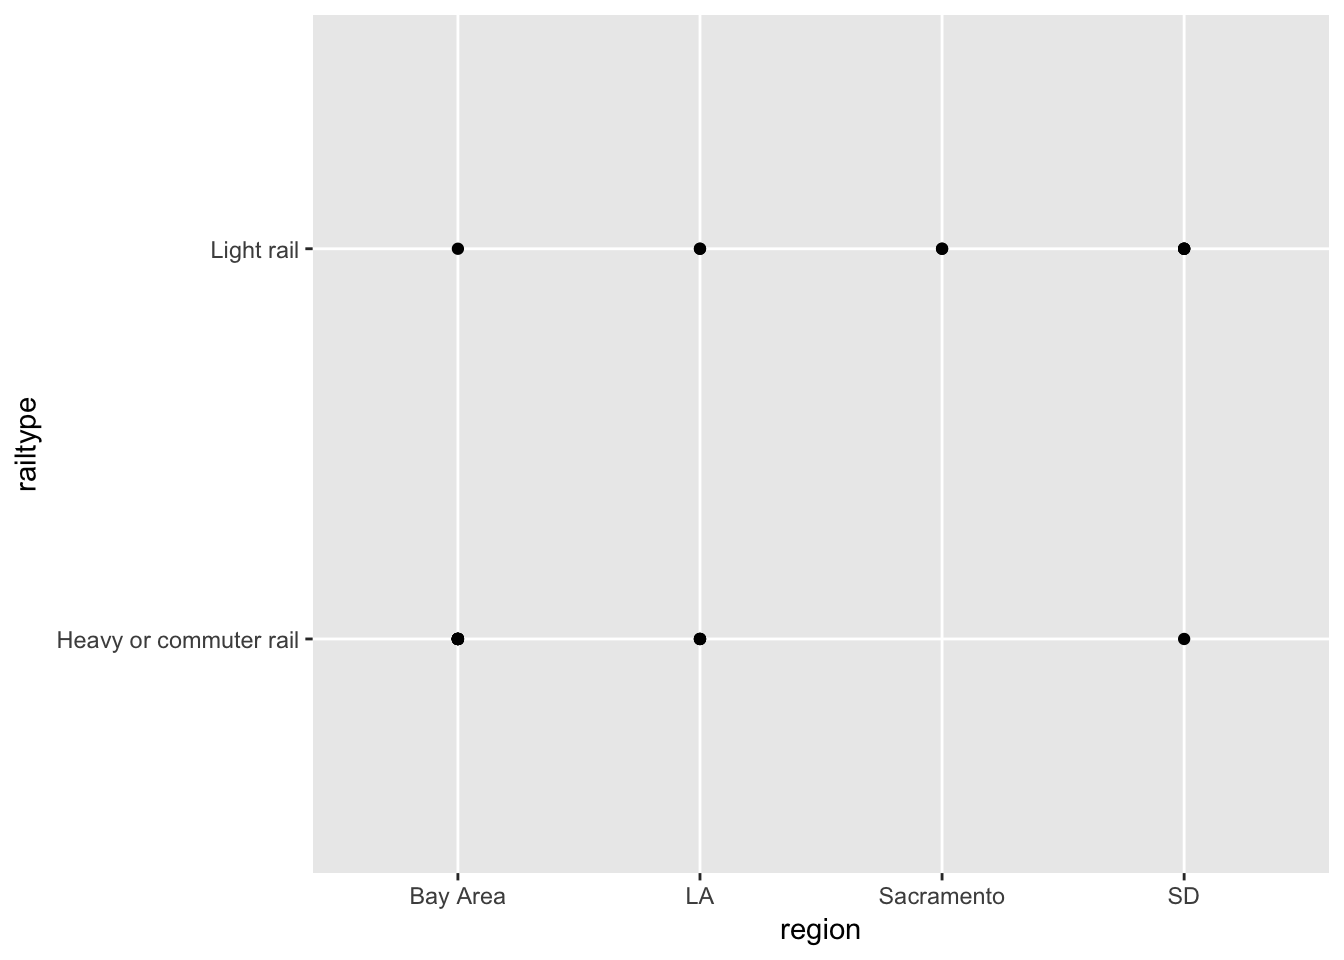 railtype
Light rail
Heavy or commuter rail
Bay Area LA Sacramento SD
region